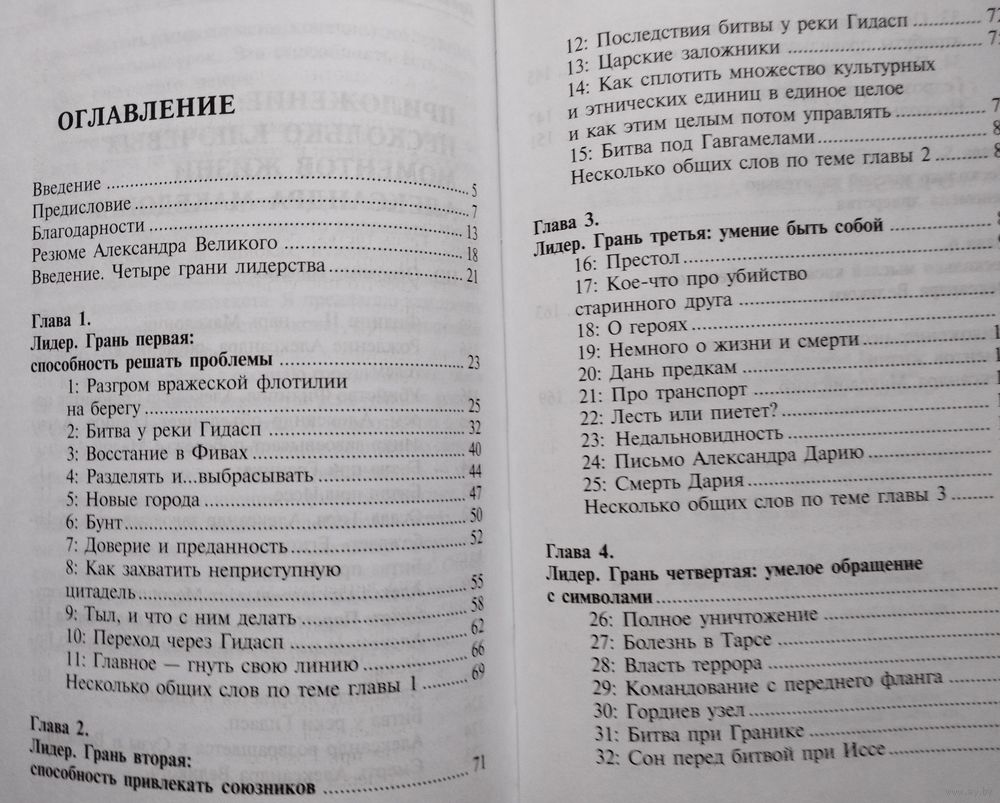 ОГЛАВЛЕНИЕ
Введение ........ 5
Предисловие ........ 7
Благодарности ........ 13
Резюме Александра Великого ........ 18
Введение. Четыре грани лидерства ........ 21
Глава 1.
Лидер. Грань первая:
способность решать проблемы ........ 23
1: Разгром вражеской флотилии
на берегу ........ 25
2: Битва у реки Гидасп ........ 32
3: Восстание в Фивах ........ 40
4: Разделять и...выбрасывать ........ 44
5: Новые города ........ 47
6: Бунт ........ 50
7: Доверие и преданность ........ 52
8: Как захватить неприступную
цитадель ........ 55
9: Тыл, и что с ним делать ........ 58
10: Переход через Гидасп ........ 62
11: Главное — гнуть свою линию ........ 66
Несколько общих слов по теме главы 1 ........ 69
Глава 2.
Лидер. Грань вторая:
способность привлекать союзников ........ 71
12: Последствия битвы у реки Гидасп ........
13: Царские заложники ........
14: Как сплотить множество культурных
и этнических единиц в единое целое
и как этим целым потом управлять ........
15: Битва под Гавгамелами ........
Несколько общих слов по теме главы 2 ........
Глава 3.
Лидер. Грань третья: умение быть собой ........
16: Престол ........
17: Кое-что про убийство
старинного друга ........
18: О героях ........
19: Немного о жизни и смерти ........
20: Дань предкам ........
21: Про транспорт ........
22: Лесть или пиетет? ........
23: Недальновидность ........
24: Письмо Александра Дарию ........
25: Смерть Дария ........
Несколько общих слов по теме главы 3 ........
Глава 4.
Лидер. Грань четвертая: умелое обращение
с символами ........
26: Полное уничтожение ........
27: Болезнь в Тарсе ........
28: Власть террора ........
29: Командование с переднего фланга ........
30: Гордиев узел ........
31: Битва при Гранике ........
32: Сон перед битвой при Иссе ........